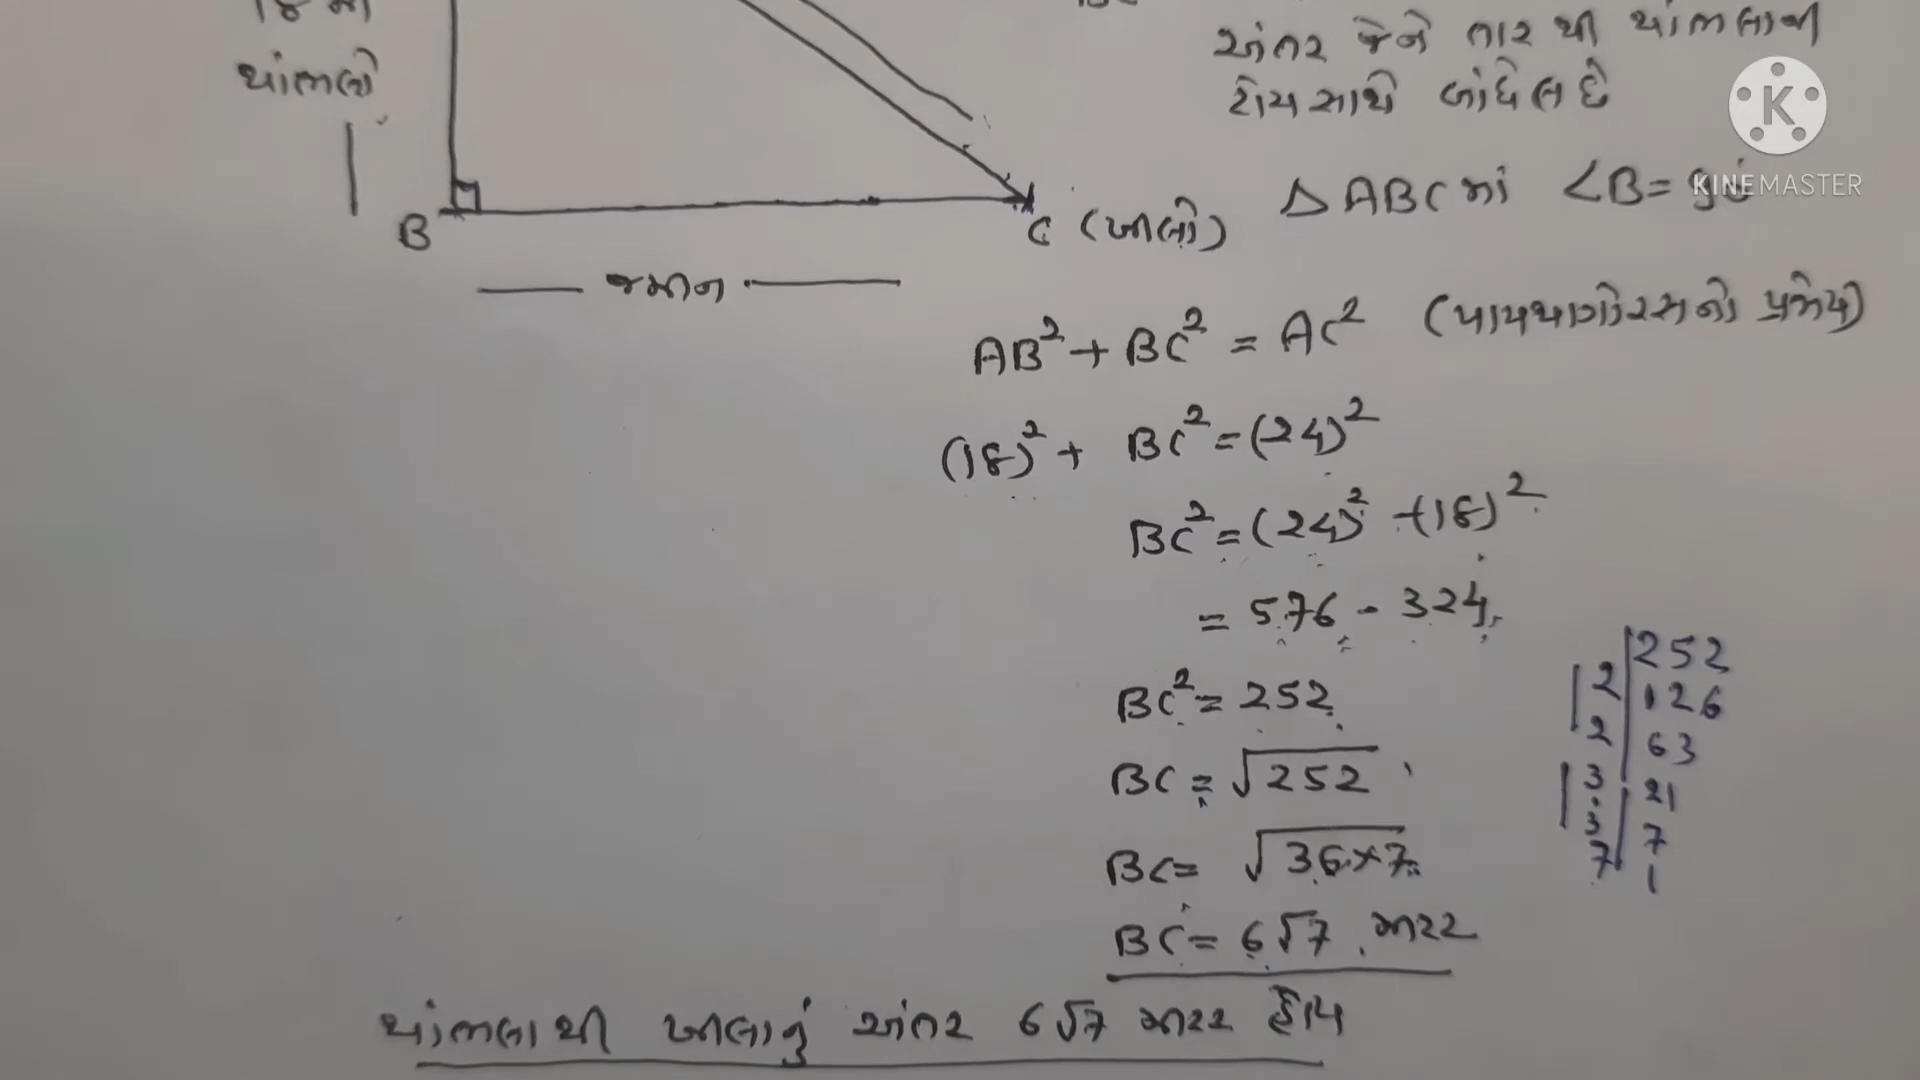 થાંભલો
અંતર જેને તાર થી થાંભલાની
ટોચ સાથે બાંધેલ છે
K
KINEMASTER
△ ABC માં ∠B =
B
C (ખીલો)
જમીન
AB² + BC² = AC² (પાયથાગોરસનો પ્રમેય)
(18)² + BC² = (24)²
BC² = (24)² - (18)²
= 576 - 324
BC² = 252
BC = √252
BC = √36×7
BC = 6√7 મીટર
252
2 126
2 63
3 21
3 7
7 1
થાંભલાથી ખીલાનું અંતર 6√7 મીટર હોય